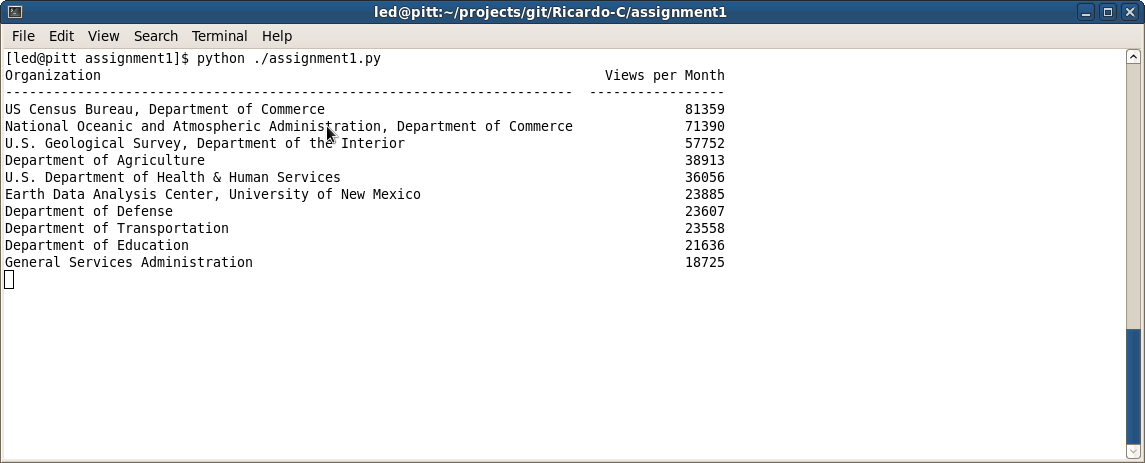 led@pitt:~/projects/git/Ricardo-C/assignment1
File Edit View Search Terminal Help
[led@pitt assignment1]$ python ./assignment1.py
Organization                                                               Views per Month
-----------------------------------------------------------------------  -----------------
US Census Bureau, Department of Commerce                                             81359
National Oceanic and Atmospheric Administration, Department of Commerce              71390
U.S. Geological Survey, Department of the Interior                                   57752
Department of Agriculture                                                            38913
U.S. Department of Health & Human Services                                           36056
Earth Data Analysis Center, University of New Mexico                                 23885
Department of Defense                                                                23607
Department of Transportation                                                         23558
Department of Education                                                              21636
General Services Administration                                                      18725